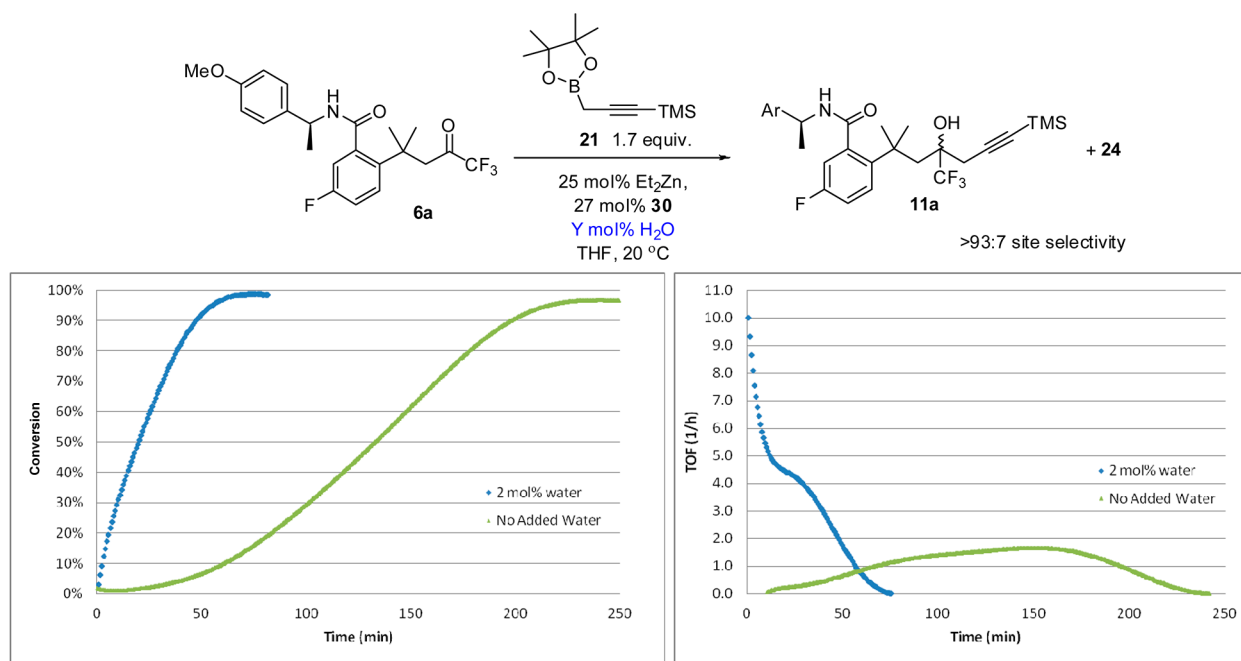 MeO
H
N
O
O
CF₃
F
6a
O
O
B
TMS
21 1.7 equiv.
25 mol% Et₂Zn,
27 mol% 30
Y mol% H₂O
THF, 20 °C
Ar
H
N
O
OH
TMS
CF₃
F
11a
+ 24
>93:7 site selectivity
100%
90%
80%
70%
60%
50%
40%
30%
20%
10%
0%
Conversion
0 50 100 150 200 250
Time (min)
2 mol% water
No Added Water
11.0
10.0
9.0
8.0
7.0
6.0
5.0
4.0
3.0
2.0
1.0
0.0
TOF (1/h)
0 50 100 150 200 250
Time (min)
2 mol% water
No Added Water